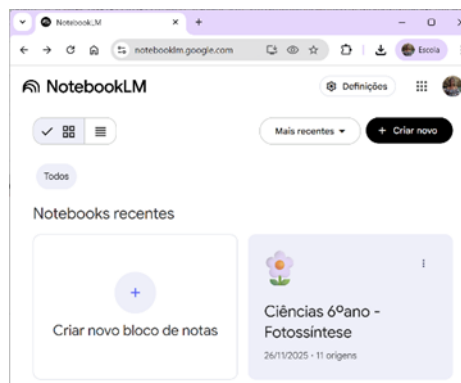 NotebookLM
notebooklm.google.com
Escola
NotebookLM
Definições
Mais recentes
+ Criar novo
Todos
Notebooks recentes
Criar novo bloco de notas
Ciências 6ºano -
Fotossíntese
26/11/2025 · 11 origens